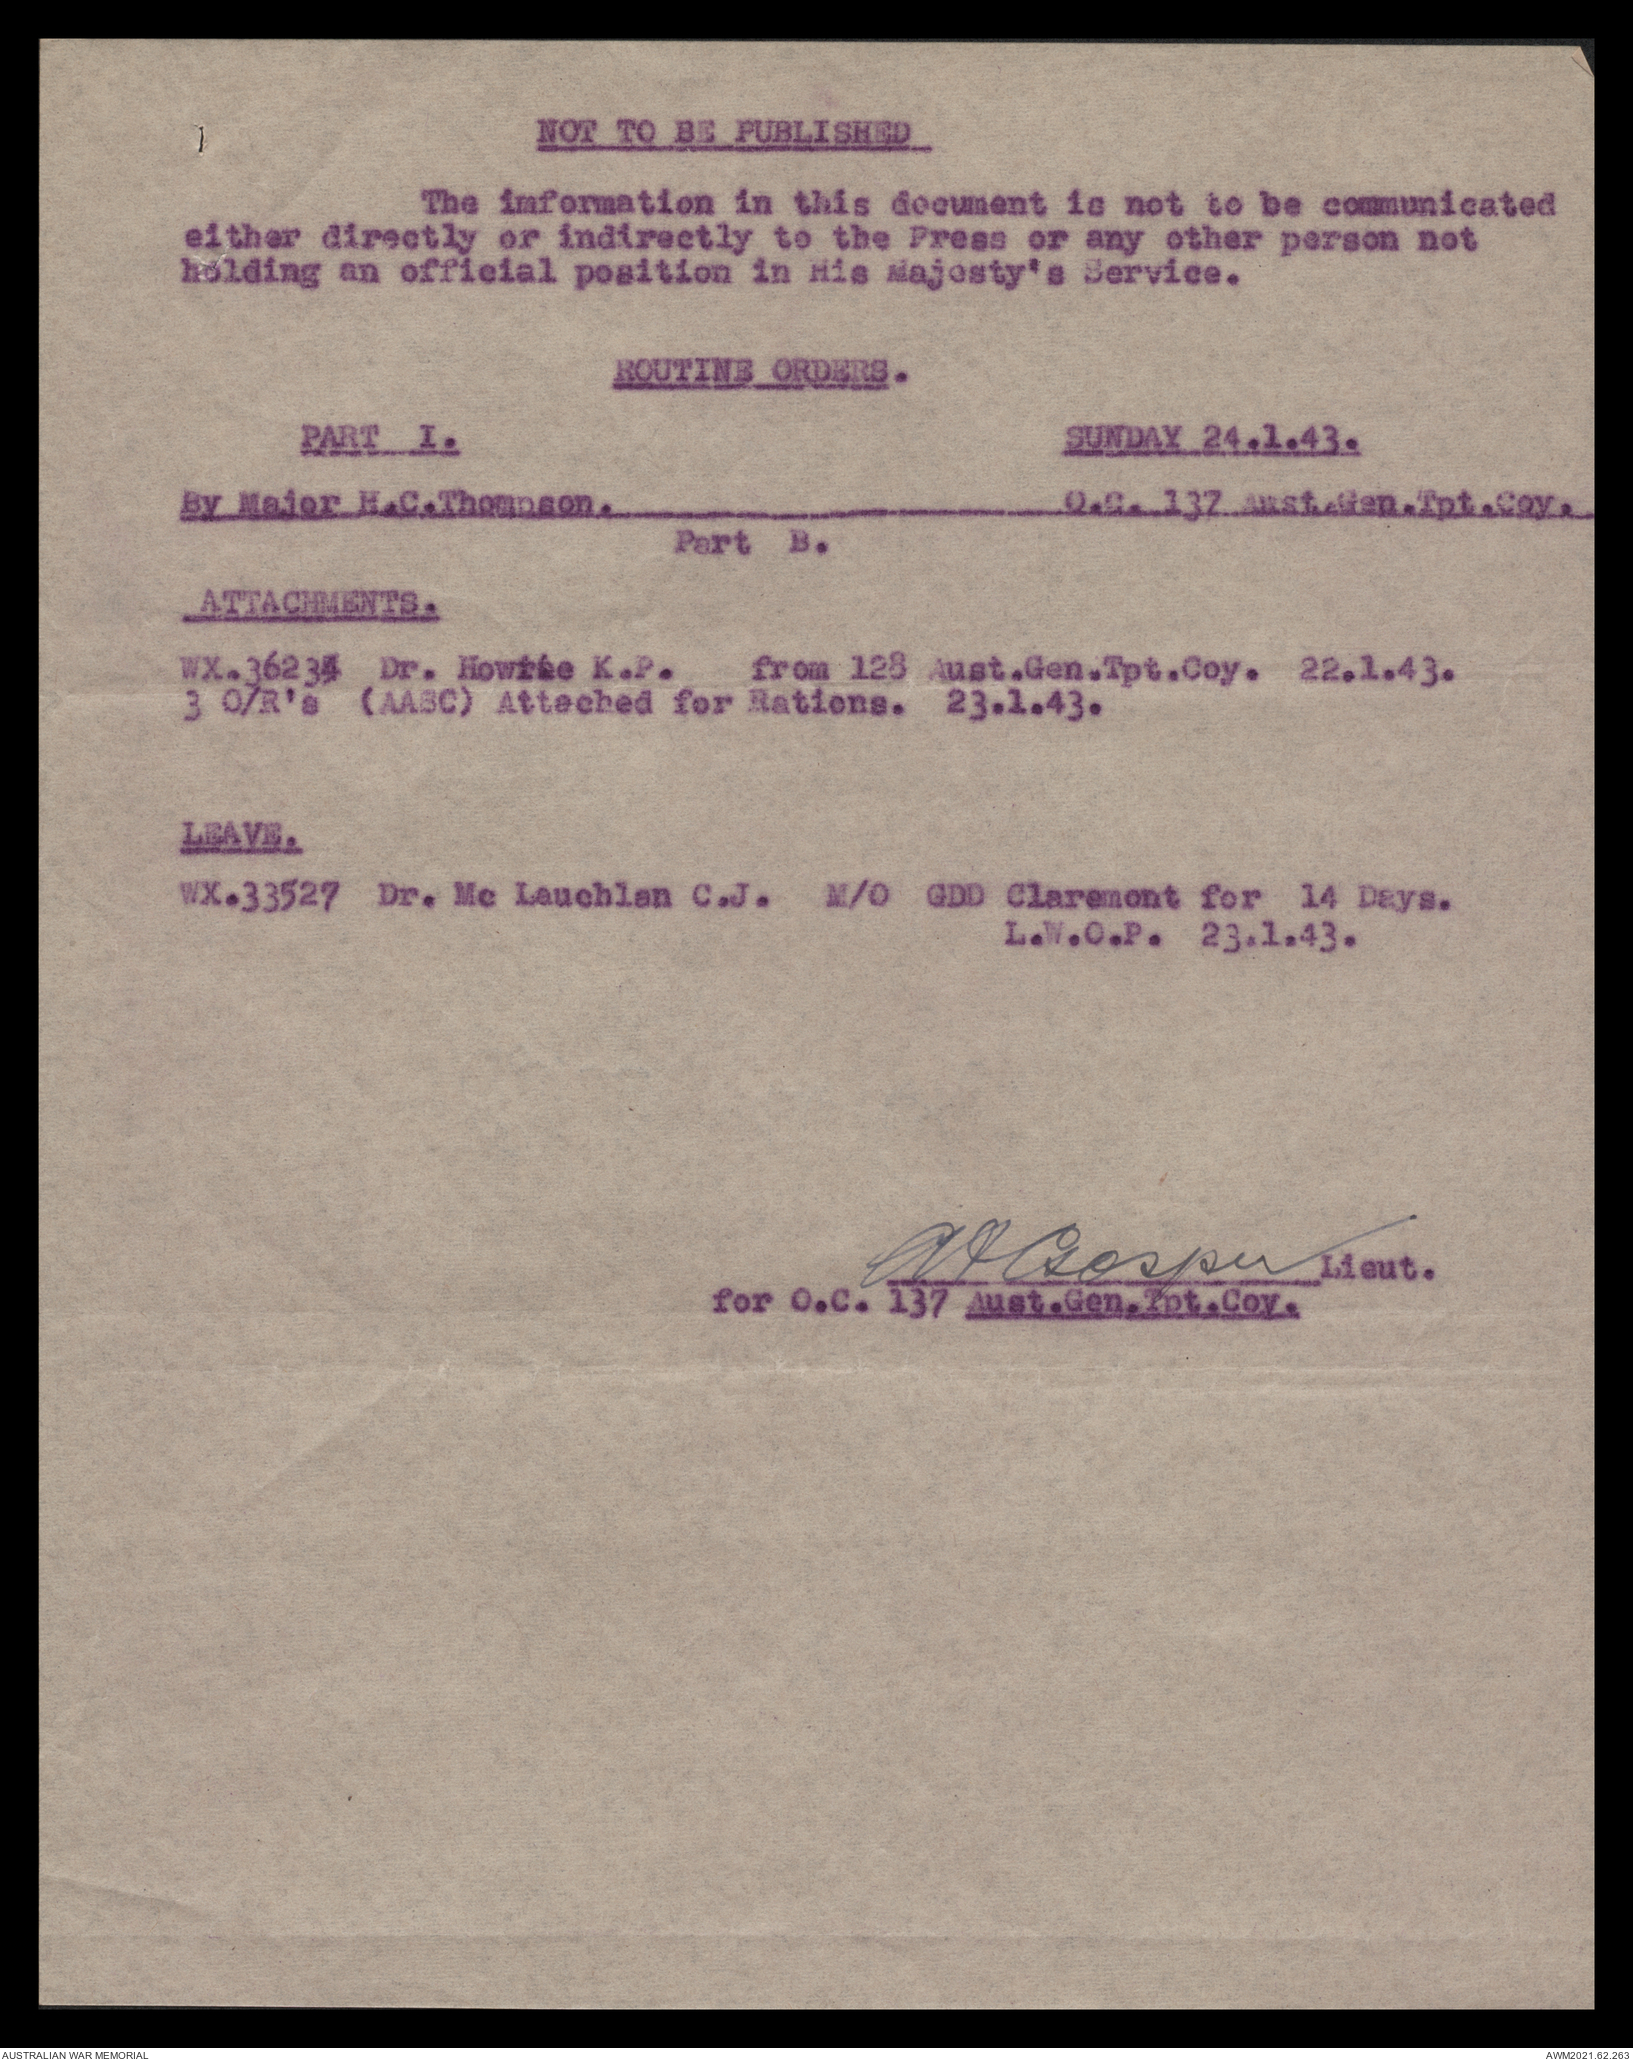 NOT TO BE PUBLISHED
The imformation in this document is not to be communicated
either directly or indirectly to the Press or any other person not
holding an official position in His Majesty's Service.
ROUTINE ORDERS.
PART I. SUNDAY 24.1.43.
By Major H.C.Thompson. O.C. 137 Aust.Gen.Tpt.Coy.
Part B.
ATTACHMENTS.
WX.36234 Dr. Howtie K.P. from 128 Aust.Gen.Tpt.Coy. 22.1.43.
3 O/R's (AASC) Attached for Rations. 23.1.43.
LEAVE.
WX.33527 Dr. Mc Lauchlan C.J. M/O GDD Claremont for 14 Days.
L.W.O.P. 23.1.43.
Lieut.
for O.C. 137 Aust.Gen.Tpt.Coy.
AUSTRALIAN WAR MEMORIAL AWM2021.62.263